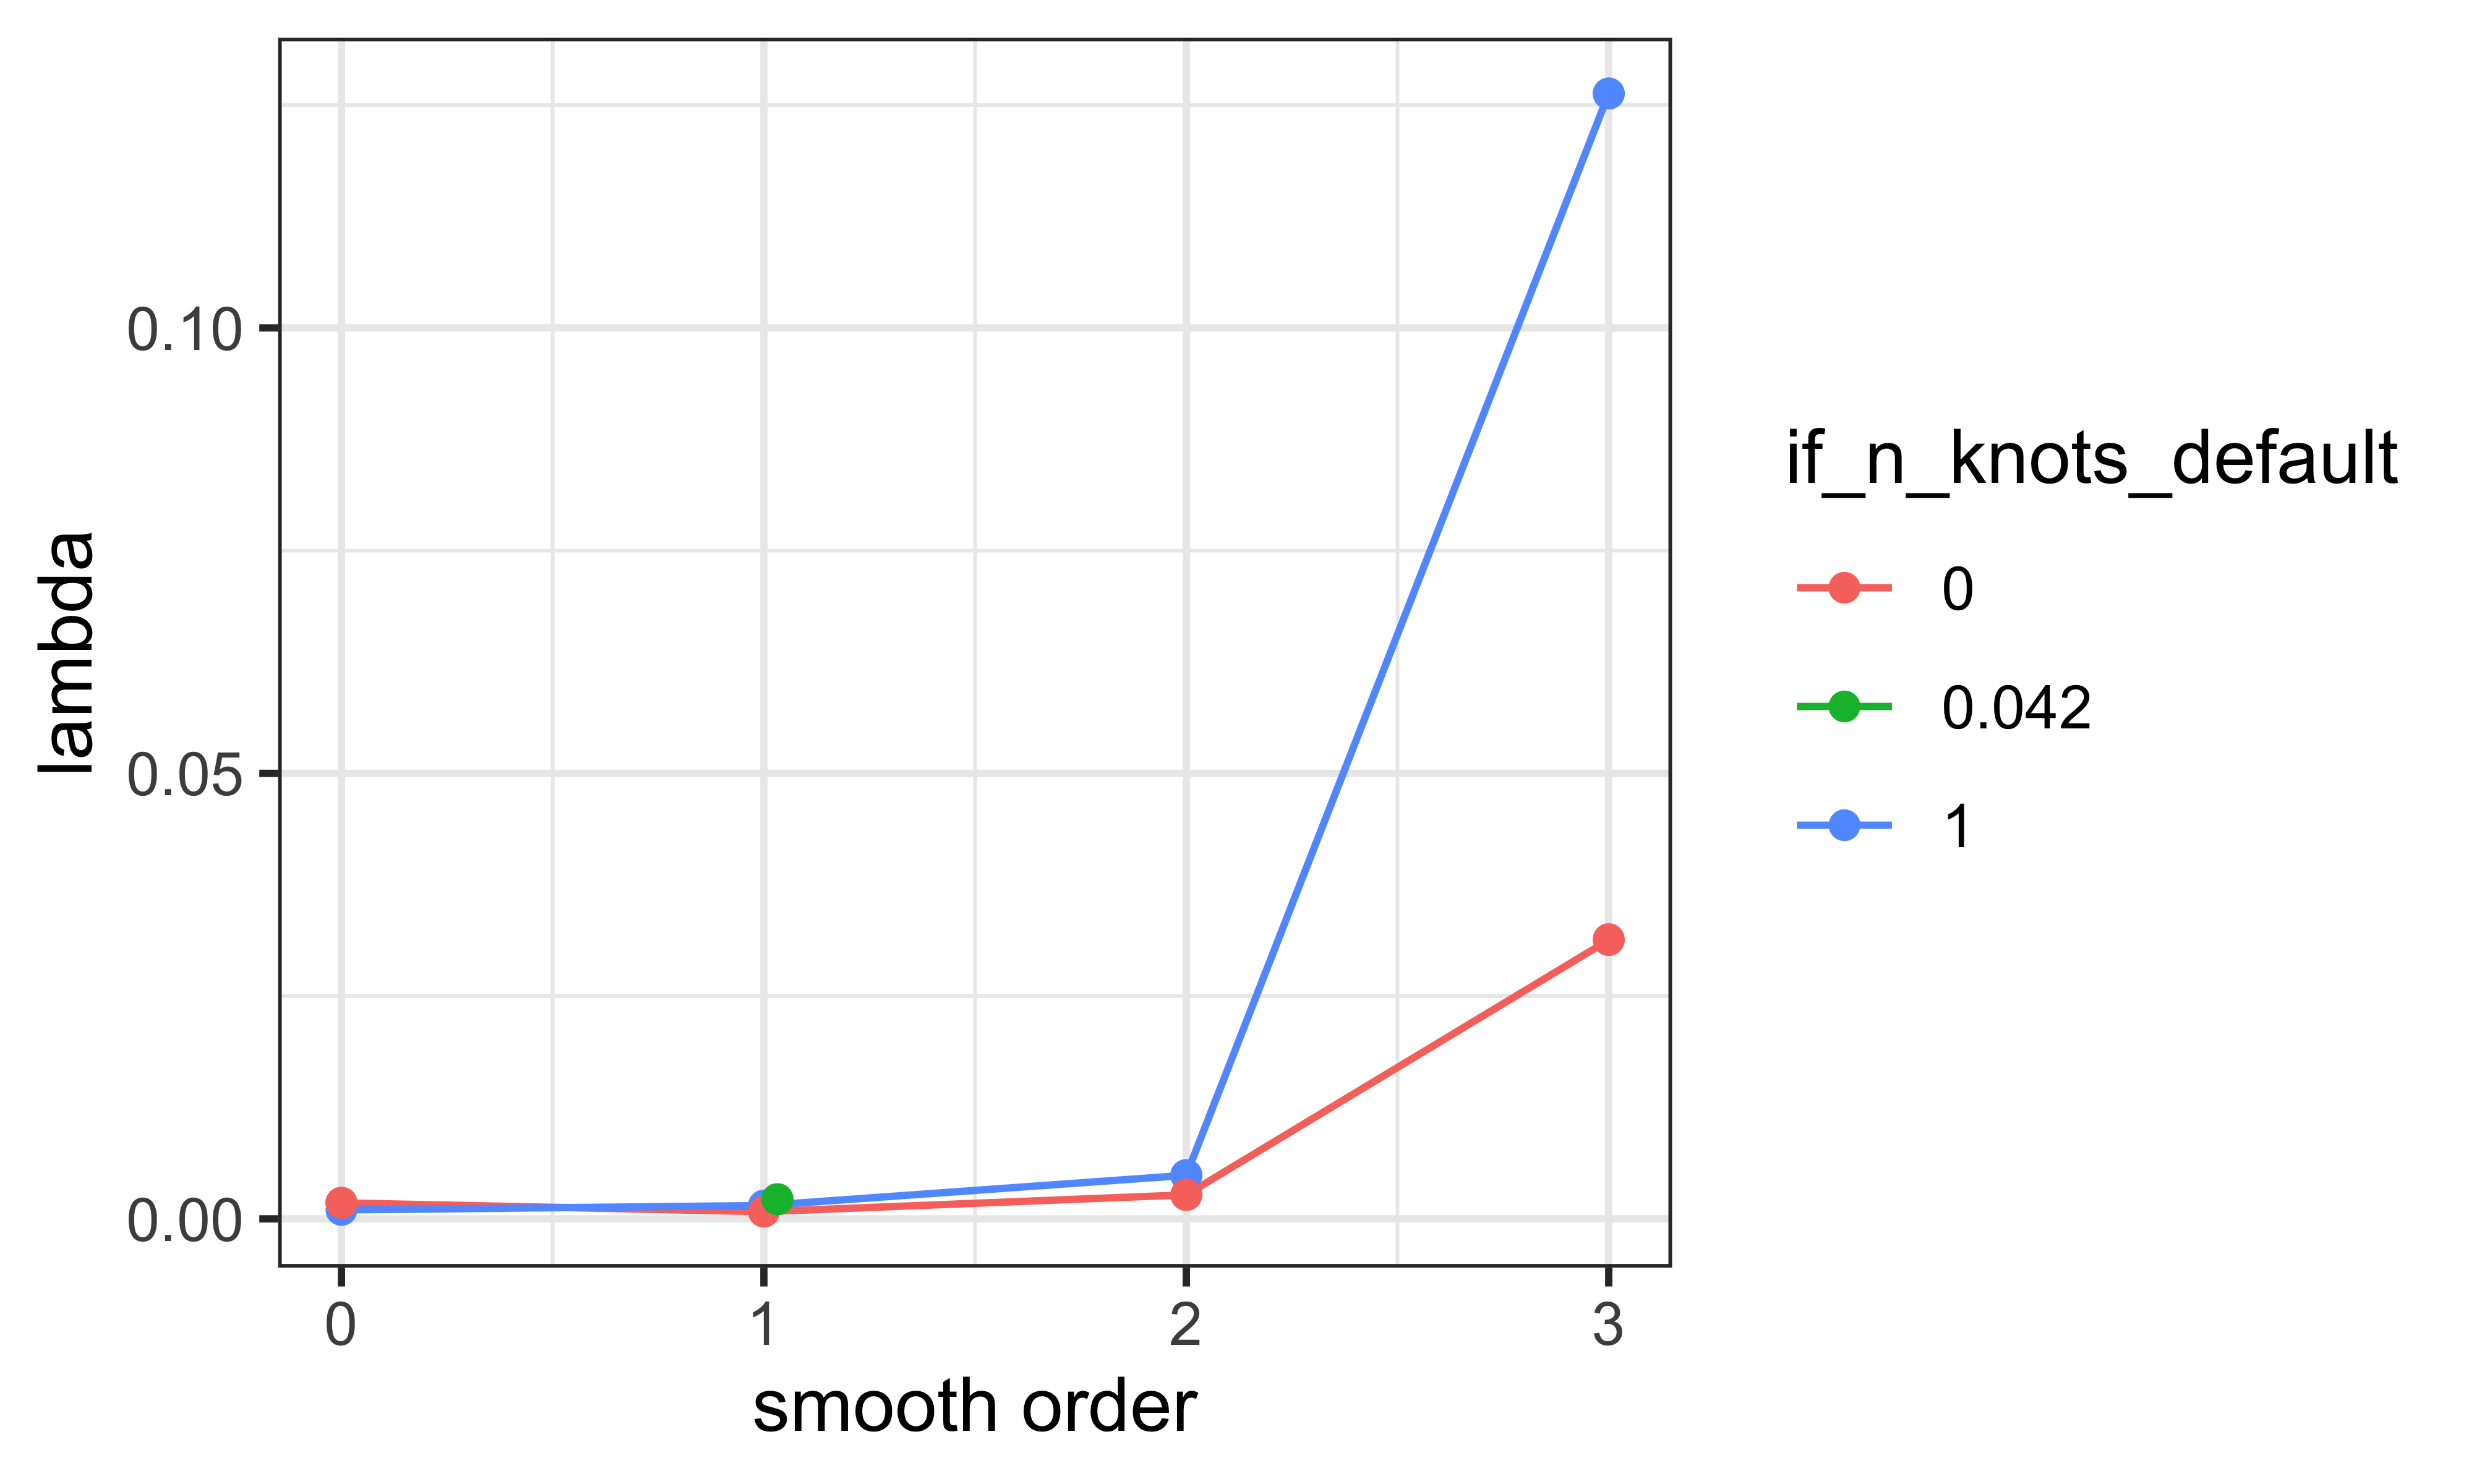 lambda
0.10
0.05
0.00
0 1 2 3
smooth order
if_n_knots_default
0
0.042
1